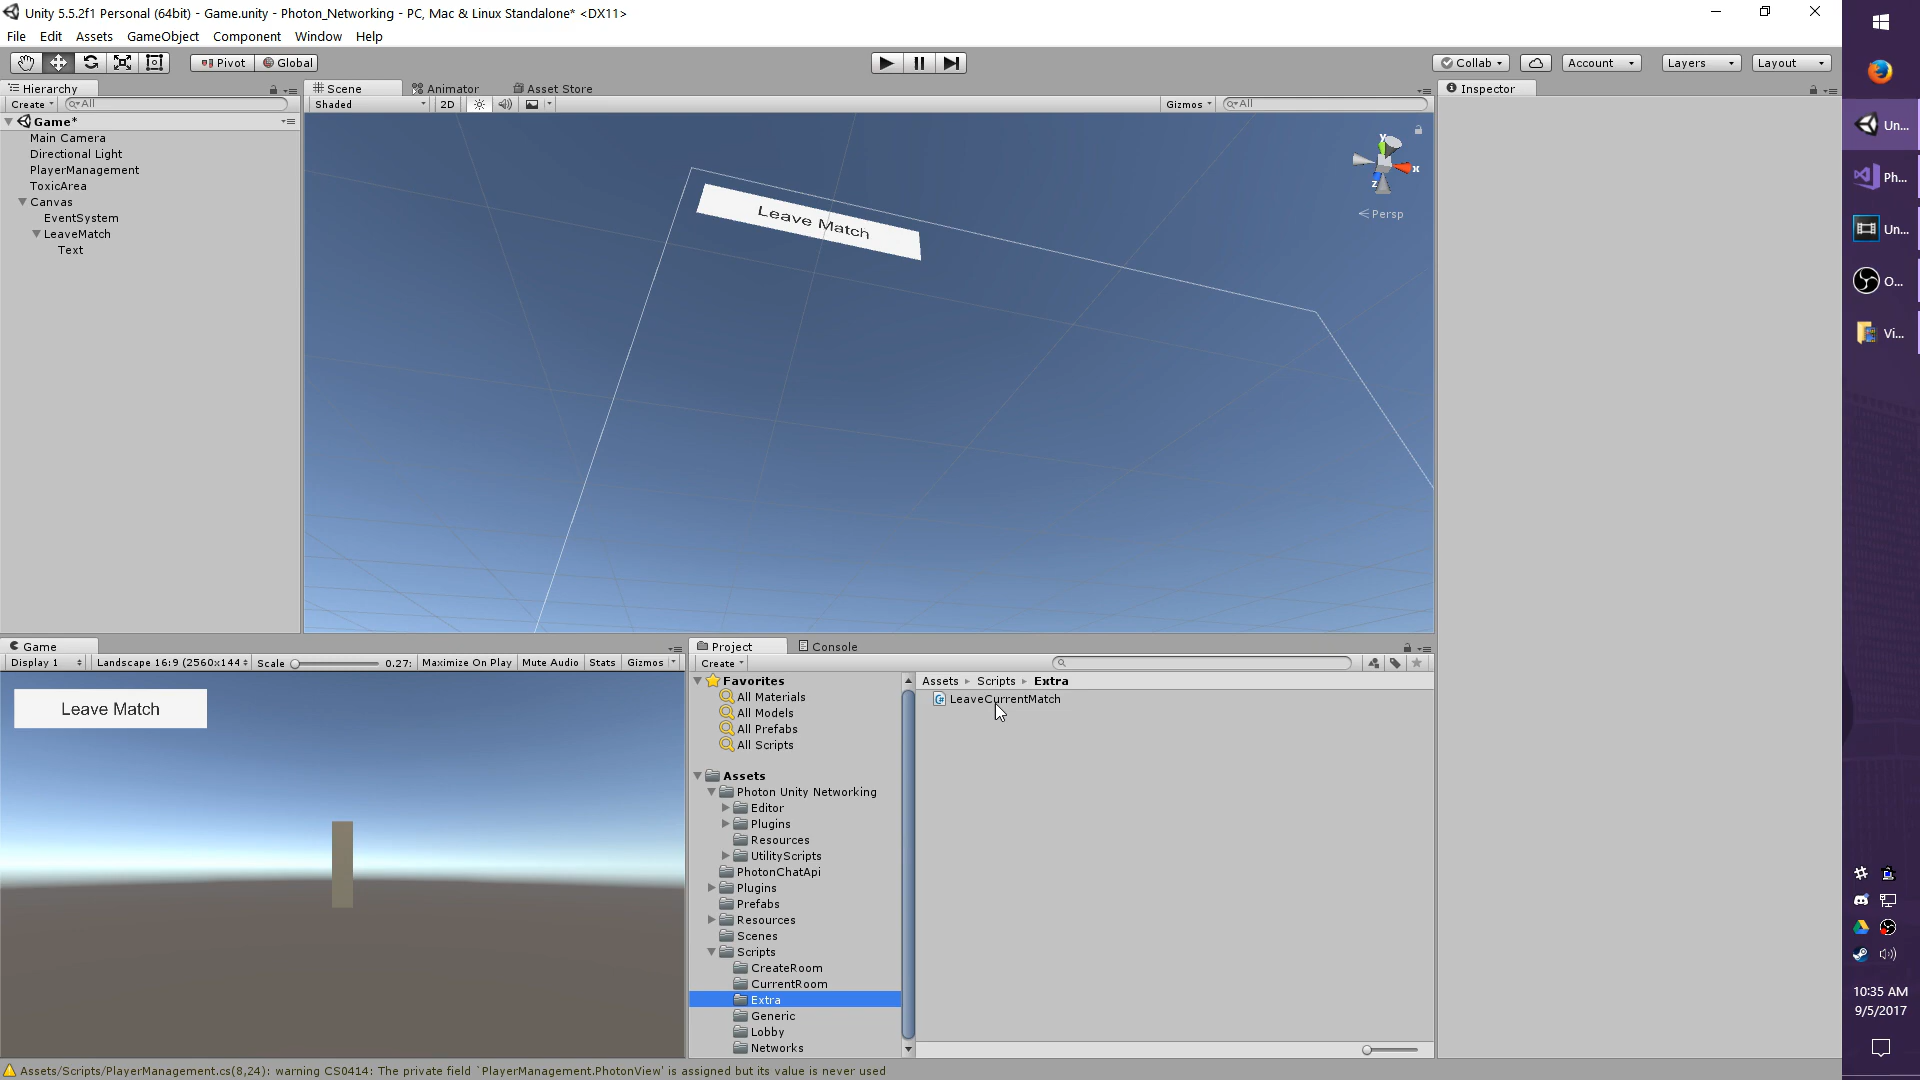 Unity 5.5.2f1 Personal (64bit) - Game.unity - Photon_Networking - PC, Mac & Linux Standalone* <DX11>
File Edit Assets GameObject Component Window Help
Pivot Global Collab Account Layers Layout
Hierarchy
Create All
Game*
Main Camera
Directional Light
PlayerManagement
ToxicArea
Canvas
EventSystem
LeaveMatch
Text
Scene Animator Asset Store
Shaded 2D Gizmos All
Leave Match
y
x
z
Persp
Inspector
Game
Display 1 Landscape 16:9 (2560x144 Scale 0.27: Maximize On Play Mute Audio Stats Gizmos
Leave Match
Project Console
Create
Favorites
All Materials
All Models
All Prefabs
All Scripts
Assets
Photon Unity Networking
Editor
Plugins
Resources
UtilityScripts
PhotonChatApi
Plugins
Prefabs
Resources
Scenes
Scripts
CreateRoom
CurrentRoom
Extra
Generic
Lobby
Networks
Assets Scripts Extra
LeaveCurrentMatch
Assets/Scripts/PlayerManagement.cs(8,24): warning CS0414: The private field `PlayerManagement.PhotonView' is assigned but its value is never used
Un...
Ph...
Un...
O...
Vi...
10:35 AM
9/5/2017